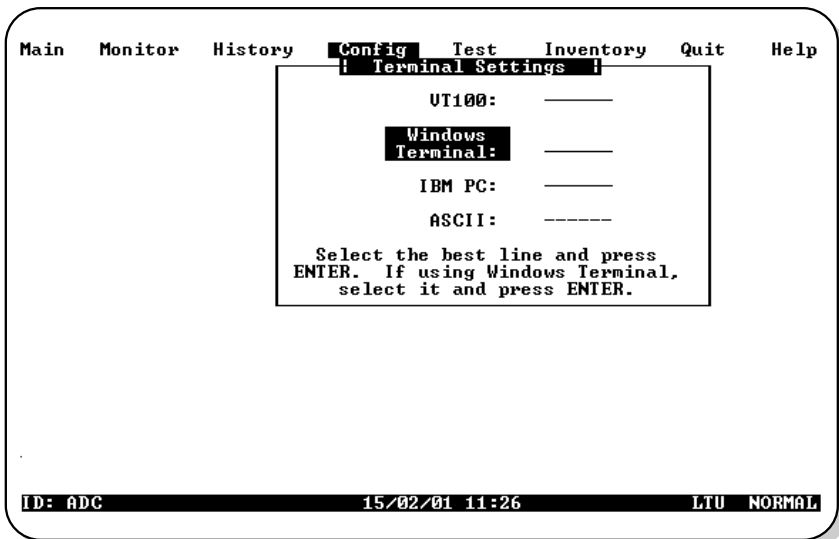 Main Monitor History Config Test Inventory Quit Help
Terminal Settings
VT100:
Windows
Terminal:
IBM PC:
ASCII: ------
Select the best line and press
ENTER. If using Windows Terminal,
select it and press ENTER.
ID: ADC 15/02/01 11:26 LTU NORMAL